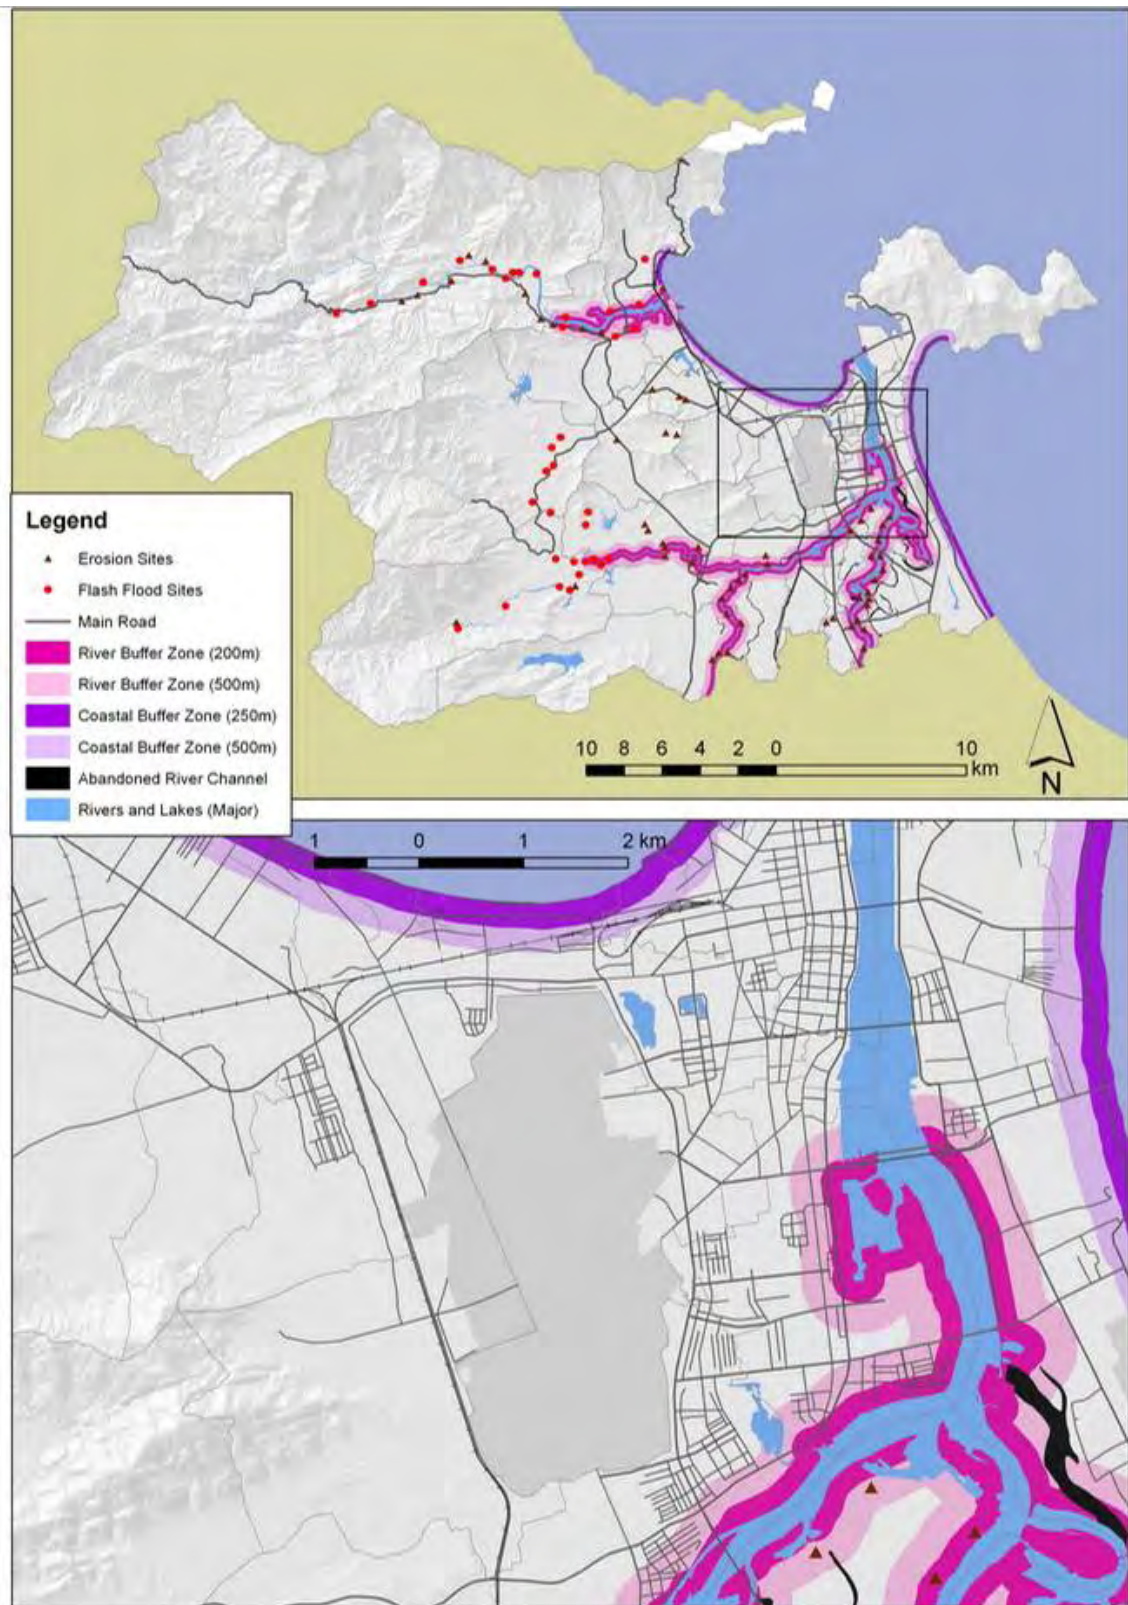 Legend
Erosion Sites
Flash Flood Sites
Main Road
River Buffer Zone (200m)
River Buffer Zone (500m)
Coastal Buffer Zone (250m)
Coastal Buffer Zone (500m)
Abandoned River Channel
Rivers and Lakes (Major)
10 8 6 4 2 0 10
km
N
1 0 1 2 km